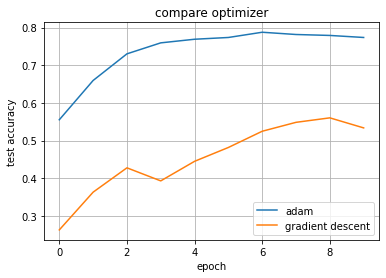 compare optimizer
0.8
0.7
0.6
0.5
0.4
0.3
test accuracy
0 2 4 6 8
epoch
adam
gradient descent